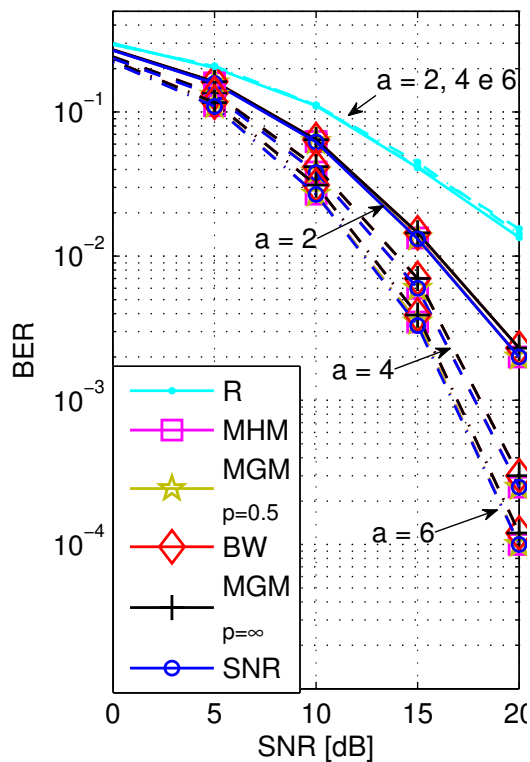 10^−1
10^−2
10^−3
10^−4
BER
a = 2, 4 e 6
a = 2
a = 4
a = 6
R
MHM
MGM
p=0.5
BW
MGM
p=∞
SNR
0 5 10 15 20
SNR [dB]